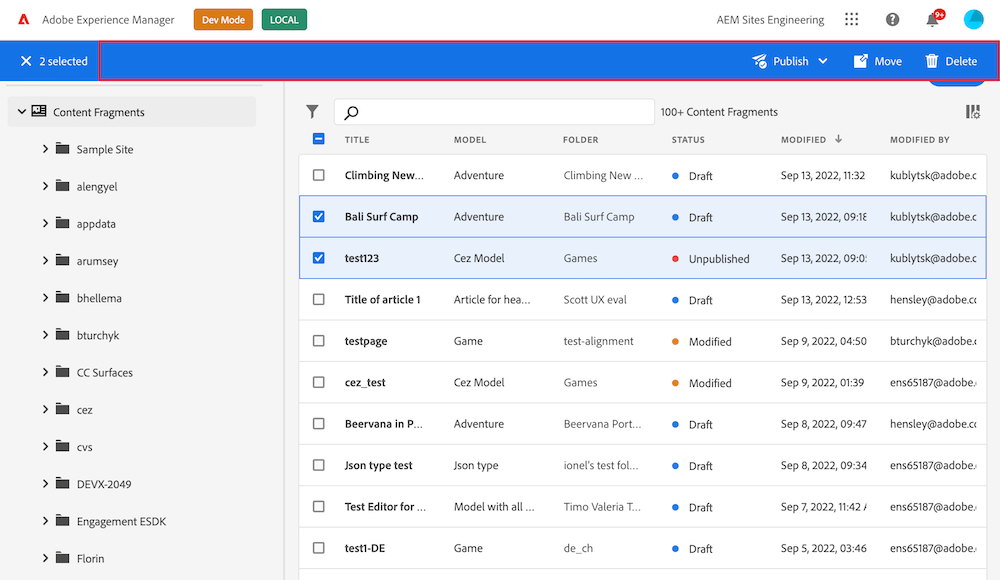 Adobe Experience Manager Dev Mode LOCAL AEM Sites Engineering 9+
2 selected Publish Move Delete
Content Fragments
Sample Site
alengyel
appdata
arumsey
bhellema
bturchyk
CC Surfaces
cez
cvs
DEVX-2049
Engagement ESDK
Florin
100+ Content Fragments
TITLE MODEL FOLDER STATUS MODIFIED MODIFIED BY
Climbing New... Adventure Climbing New ... Draft Sep 13, 2022, 11:32 kublytsk@adobe.c
Bali Surf Camp Adventure Bali Surf Camp Draft Sep 13, 2022, 09:18 kublytsk@adobe.c
test123 Cez Model Games Unpublished Sep 13, 2022, 09:0 kublytsk@adobe.c
Title of article 1 Article for hea... Scott UX eval Draft Sep 13, 2022, 12:53 hensley@adobe.co
testpage Game test-alignment Modified Sep 9, 2022, 04:50 bturchyk@adobe.c
cez_test Cez Model Games Modified Sep 9, 2022, 01:39 ens65187@adobe.
Beervana in P... Adventure Beervana Port... Draft Sep 8, 2022, 09:47 hensley@adobe.co
Json type test Json type ionel's test fol... Draft Sep 8, 2022, 09:34 ens65187@adobe.
Test Editor for ... Model with all ... Timo Valeria T... Draft Sep 7, 2022, 11:42 A ens65187@adobe.
test1-DE Game de_ch Draft Sep 5, 2022, 03:46 ens65187@adobe.